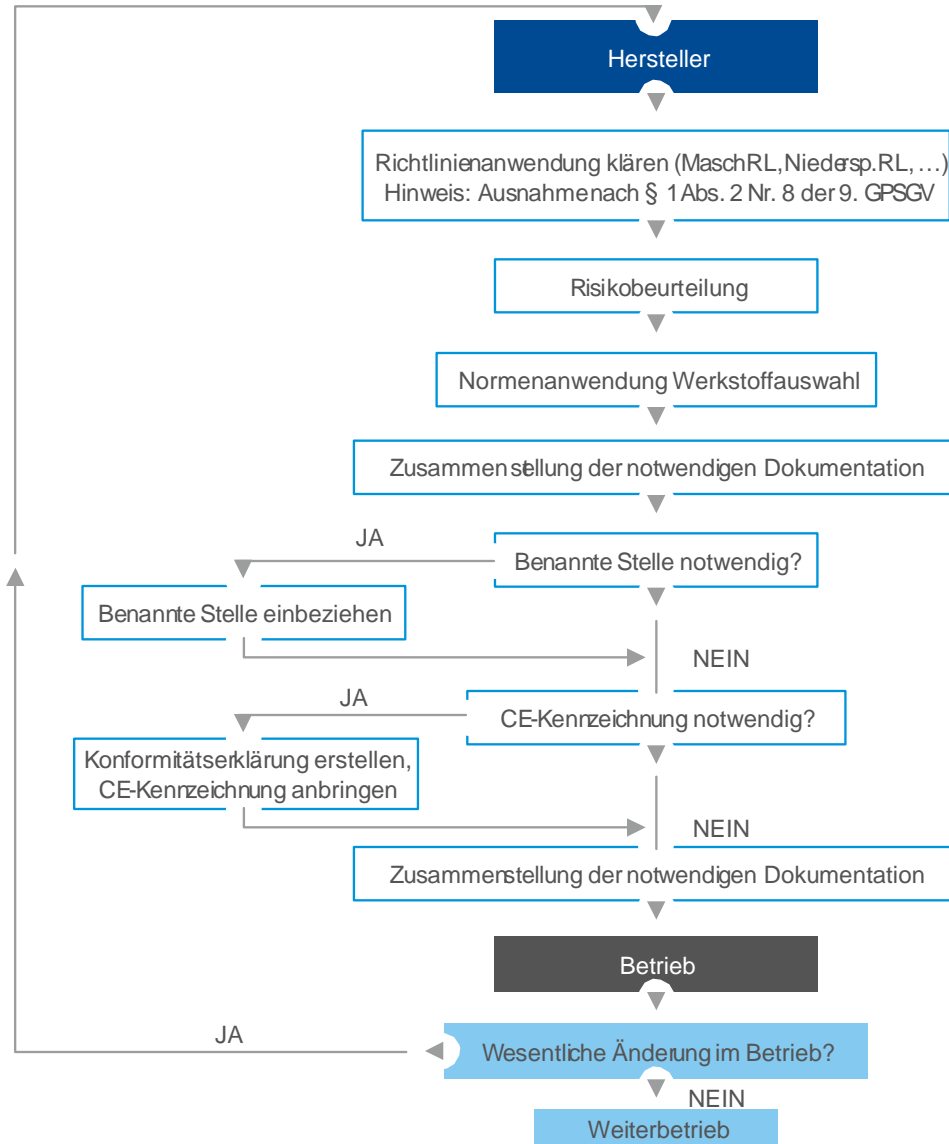 Hersteller
Richtlinienanwendung klären (MaschRL, Niedersp.RL, …)
Hinweis: Ausnahmenach § 1 Abs. 2 Nr. 8 der 9. GPSGV
Risikobeurteilung
Normenanwendung Werkstoffauswahl
Zusammenstellung der notwendigen Dokumentation
JA
Benannte Stelle notwendig?
Benannte Stelle einbeziehen
NEIN
JA
CE-Kennzeichnung notwendig?
Konformitätserklärung erstellen,
CE-Kennzeichnung anbringen
NEIN
Zusammenstellung der notwendigen Dokumentation
Betrieb
JA
Wesentliche Änderung im Betrieb?
NEIN
Weiterbetrieb